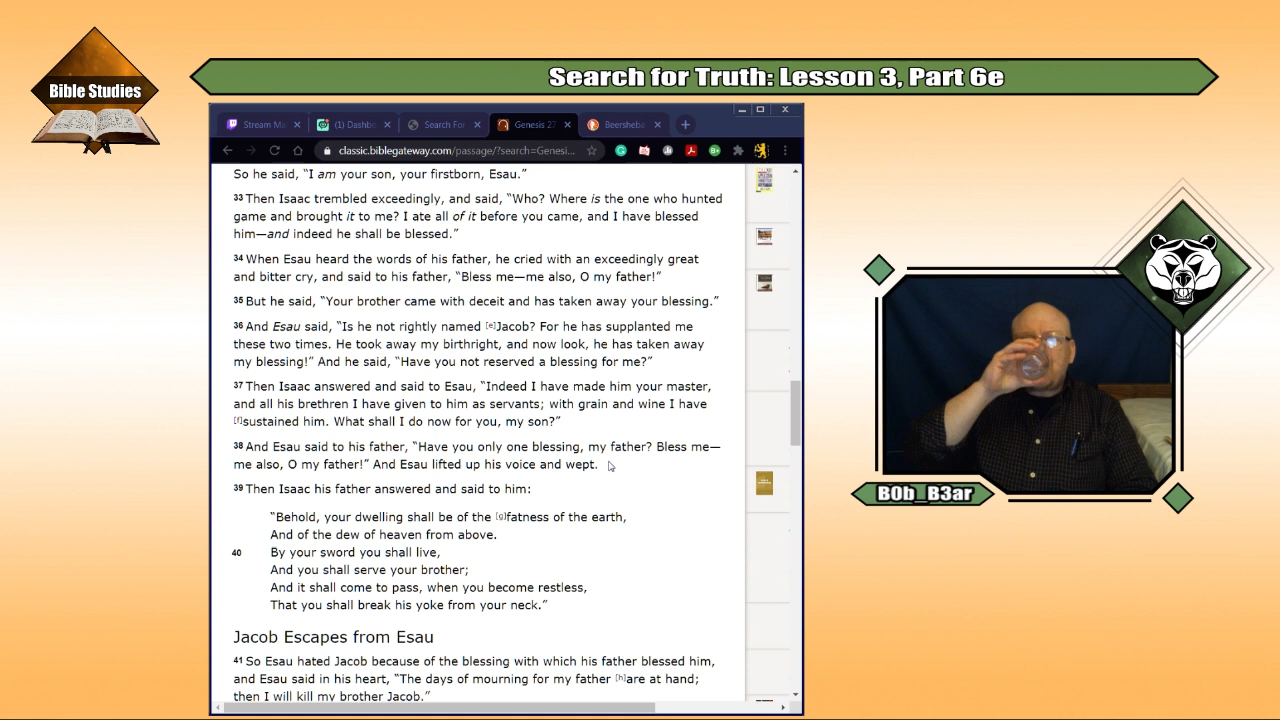 Bible Studies
Search for Truth: Lesson 3, Part 6e
Stream Ma
(1) Dashbo
Search For
Genesis 27
Beersheba
classic.biblegateway.com/passage/?search=Genesi...
So he said, “I am your son, your firstborn, Esau.”
33 Then Isaac trembled exceedingly, and said, “Who? Where is the one who hunted
game and brought it to me? I ate all of it before you came, and I have blessed
him—and indeed he shall be blessed.”
34 When Esau heard the words of his father, he cried with an exceedingly great
and bitter cry, and said to his father, “Bless me—me also, O my father!”
35 But he said, “Your brother came with deceit and has taken away your blessing.”
36 And Esau said, “Is he not rightly named [e]Jacob? For he has supplanted me
these two times. He took away my birthright, and now look, he has taken away
my blessing!” And he said, “Have you not reserved a blessing for me?”
37 Then Isaac answered and said to Esau, “Indeed I have made him your master,
and all his brethren I have given to him as servants; with grain and wine I have
[f]sustained him. What shall I do now for you, my son?”
38 And Esau said to his father, “Have you only one blessing, my father? Bless me—
me also, O my father!” And Esau lifted up his voice and wept.
39 Then Isaac his father answered and said to him:
“Behold, your dwelling shall be of the [g]fatness of the earth,
And of the dew of heaven from above.
40 By your sword you shall live,
And you shall serve your brother;
And it shall come to pass, when you become restless,
That you shall break his yoke from your neck.”
Jacob Escapes from Esau
41 So Esau hated Jacob because of the blessing with which his father blessed him,
and Esau said in his heart, “The days of mourning for my father [h]are at hand;
then I will kill my brother Jacob.”
B0b_B3ar